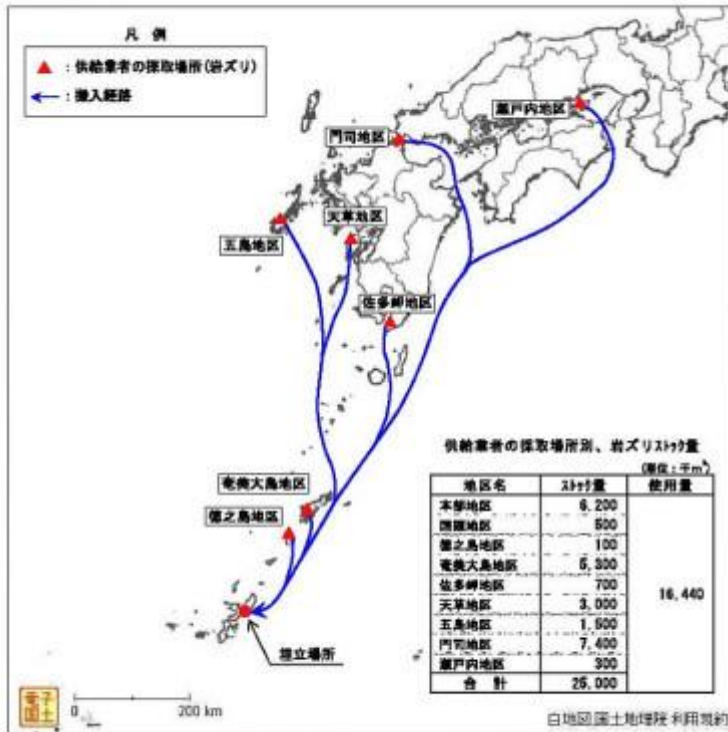 凡 例
▲ : 供給業者の採取場所(岩ズリ)
← : 搬入経路
瀬戸内地区
門司地区
天草地区
五島地区
佐多岬地区
奄美大島地区
徳之島地区
埋立場所
供給業者の採取場所別、岩ズリストック量
(単位:千m³)
地区名 ストック量 使用量
本部地区 6,200
国頭地区 500
徳之島地区 100
奄美大島地区 5,300
佐多岬地区 700
天草地区 3,000
16,440
五島地区 1,500
門司地区 7,400
瀬戸内地区 300
合 計 25,000
電子国土
0 200 km
白地図 国土地理院 利用規約